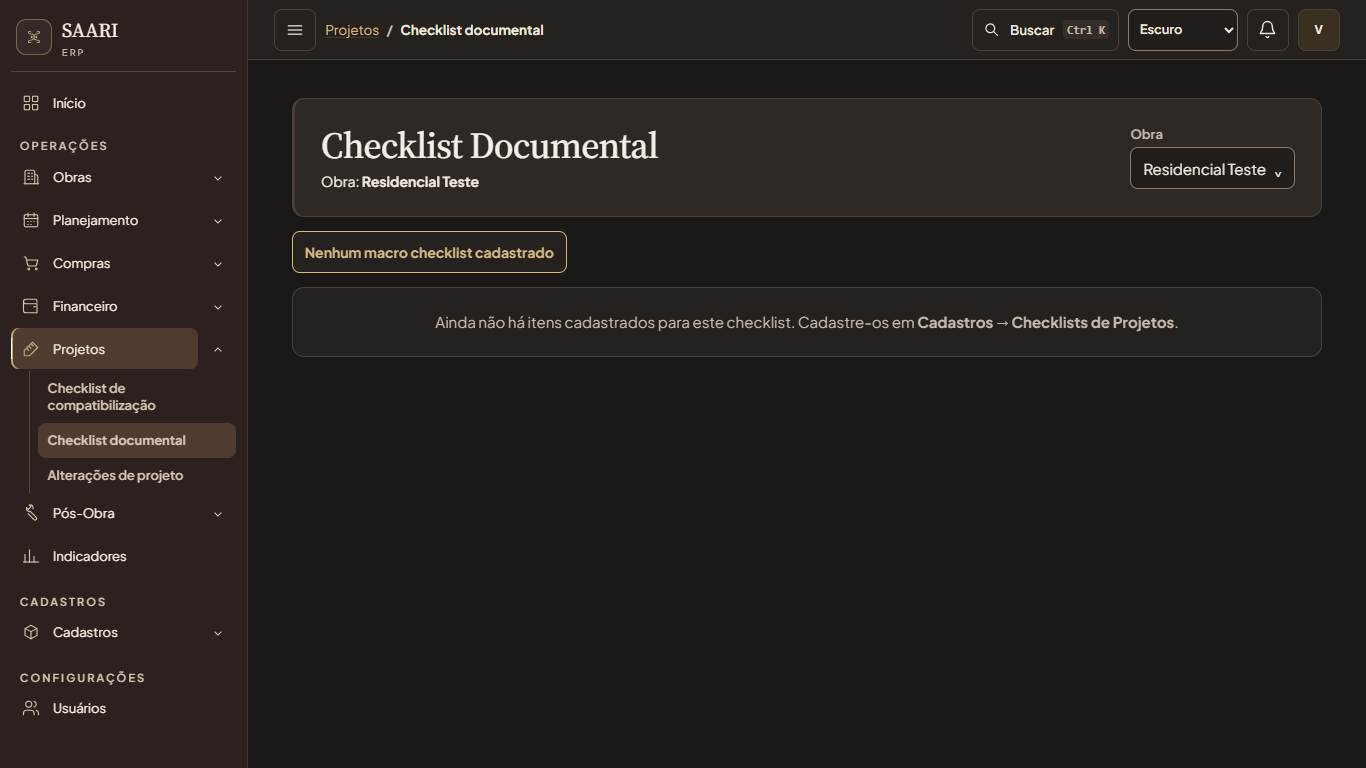 SAARI
ERP
Início
OPERAÇÕES
Obras
Planejamento
Compras
Financeiro
Projetos
Checklist de
compatibilização
Checklist documental
Alterações de projeto
Pós-Obra
Indicadores
CADASTROS
Cadastros
CONFIGURAÇÕES
Usuários
Projetos / Checklist documental
Buscar Ctrl K
Escuro
V
Checklist Documental
Obra: Residencial Teste
Obra
Residencial Teste
Nenhum macro checklist cadastrado
Ainda não há itens cadastrados para este checklist. Cadastre-os em Cadastros → Checklists de Projetos.